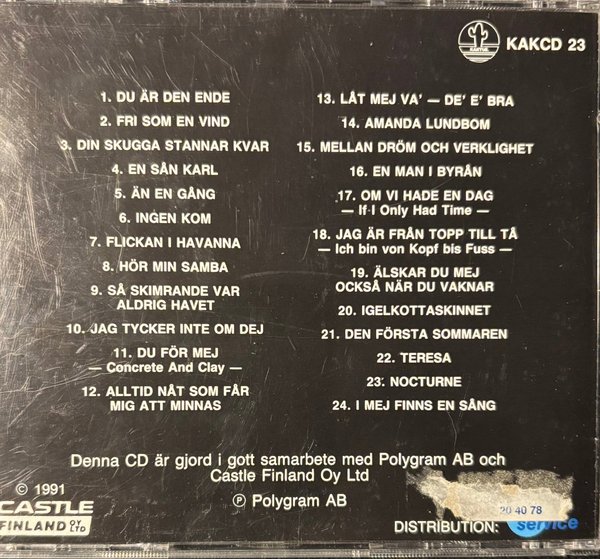 KAKTUS
KAKCD 23
1. DU ÄR DEN ENDE
2. FRI SOM EN VIND
3. DIN SKUGGA STANNAR KVAR
4. EN SÅN KARL
5. ÄN EN GÅNG
6. INGEN KOM
7. FLICKAN I HAVANNA
8. HÖR MIN SAMBA
9. SÅ SKIMRANDE VAR
ALDRIG HAVET
10. JAG TYCKER INTE OM DEJ
11. DU FÖR MEJ
— Concrete And Clay —
12. ALLTID NÅT SOM FÅR
MIG ATT MINNAS
13. LÅT MEJ VA' — DE' E' BRA
14. AMANDA LUNDBOM
15. MELLAN DRÖM OCH VERKLIGHET
16. EN MAN I BYRÅN
17. OM VI HADE EN DAG
— If I Only Had Time —
18. JAG ÄR FRÅN TOPP TILL TÅ
— Ich bin von Kopf bis Fuss —
19. ÄLSKAR DU MEJ
OCKSÅ NÄR DU VAKNAR
20. IGELKOTTASKINNET
21. DEN FÖRSTA SOMMAREN
22. TERESA
23. NOCTURNE
24. I MEJ FINNS EN SÅNG
Denna CD är gjord i gott samarbete med Polygram AB och
Castle Finland Oy Ltd
Ⓟ Polygram AB
© 1991
CASTLE
FINLAND OY LTD
20 40 78
DISTRIBUTION:
service